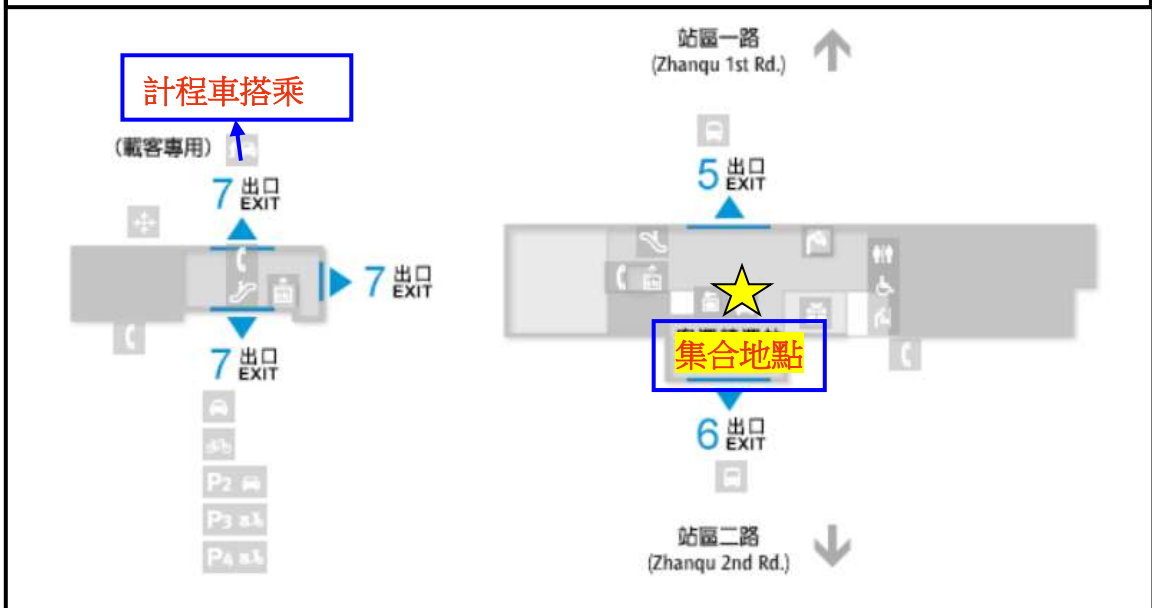 站區一路
(Zhanqu 1st Rd.)
計程車搭乘
(載客專用)
7 出口 EXIT
5 出口 EXIT
7 出口 EXIT
集合地點
7 出口 EXIT
6 出口 EXIT
P2
P3
P4
站區二路
(Zhanqu 2nd Rd.)